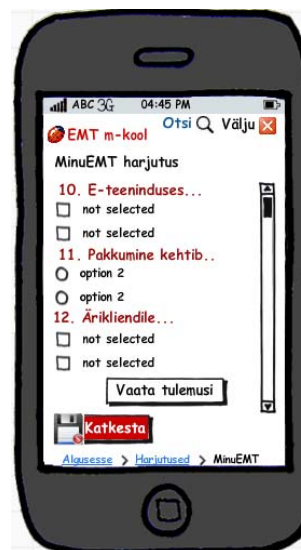 ABC 3G 04:45 PM
Otsi Välju
EMT m-kool
MinuEMT harjutus
10. E-teeninduses...
not selected
not selected
11. Pakkumine kehtib..
option 2
option 2
12. Ärikliendile...
not selected
not selected
Vaata tulemusi
Katkesta
Algusesse > Harjutused > MinuEMT